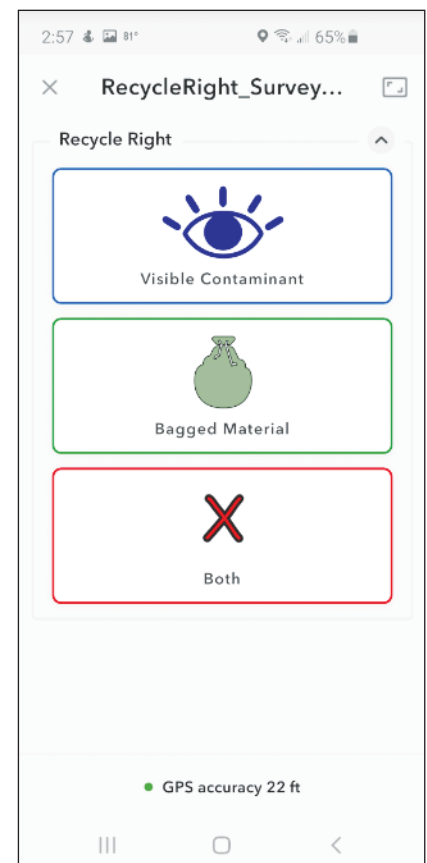 2:57 81° 65%
RecycleRight_Survey...
Recycle Right
Visible Contaminant
Bagged Material
Both
GPS accuracy 22 ft